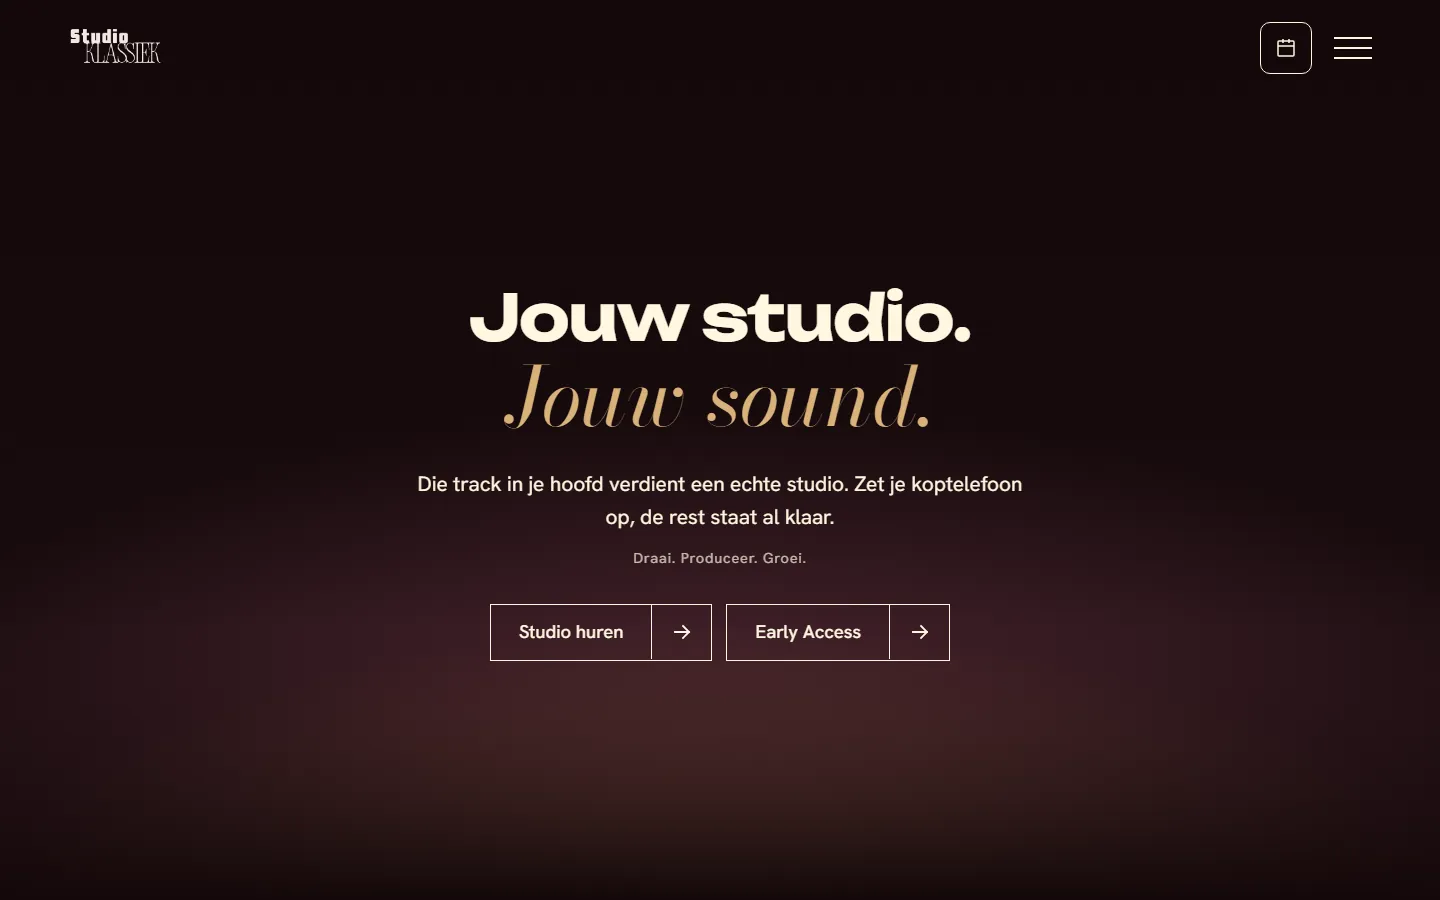 Studio
KLASSIEK
Jouw studio.
Jouw sound.
Die track in je hoofd verdient een echte studio. Zet je koptelefoon
op, de rest staat al klaar.
Draai. Produceer. Groei.
Studio huren
Early Access